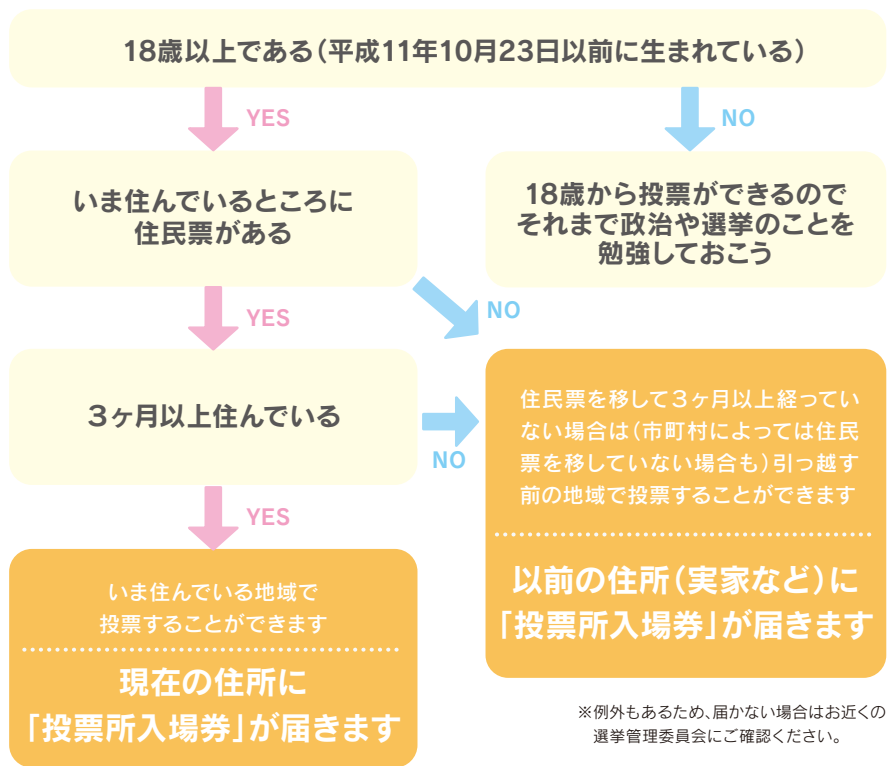 18歳以上である（平成11年10月23日以前に生まれている）
YES
NO
いま住んでいるところに
住民票がある
18歳から投票ができるので
それまで政治や選挙のことを
勉強しておこう
YES
NO
３ヶ月以上住んでいる
NO
住民票を移して３ヶ月以上経ってい
ない場合は（市町村によっては住民
票を移していない場合も）引っ越す
前の地域で投票することができます
以前の住所（実家など）に
「投票所入場券」が届きます
YES
いま住んでいる地域で
投票することができます
現在の住所に
「投票所入場券」が届きます
※例外もあるため、届かない場合はお近くの
選挙管理委員会にご確認ください。